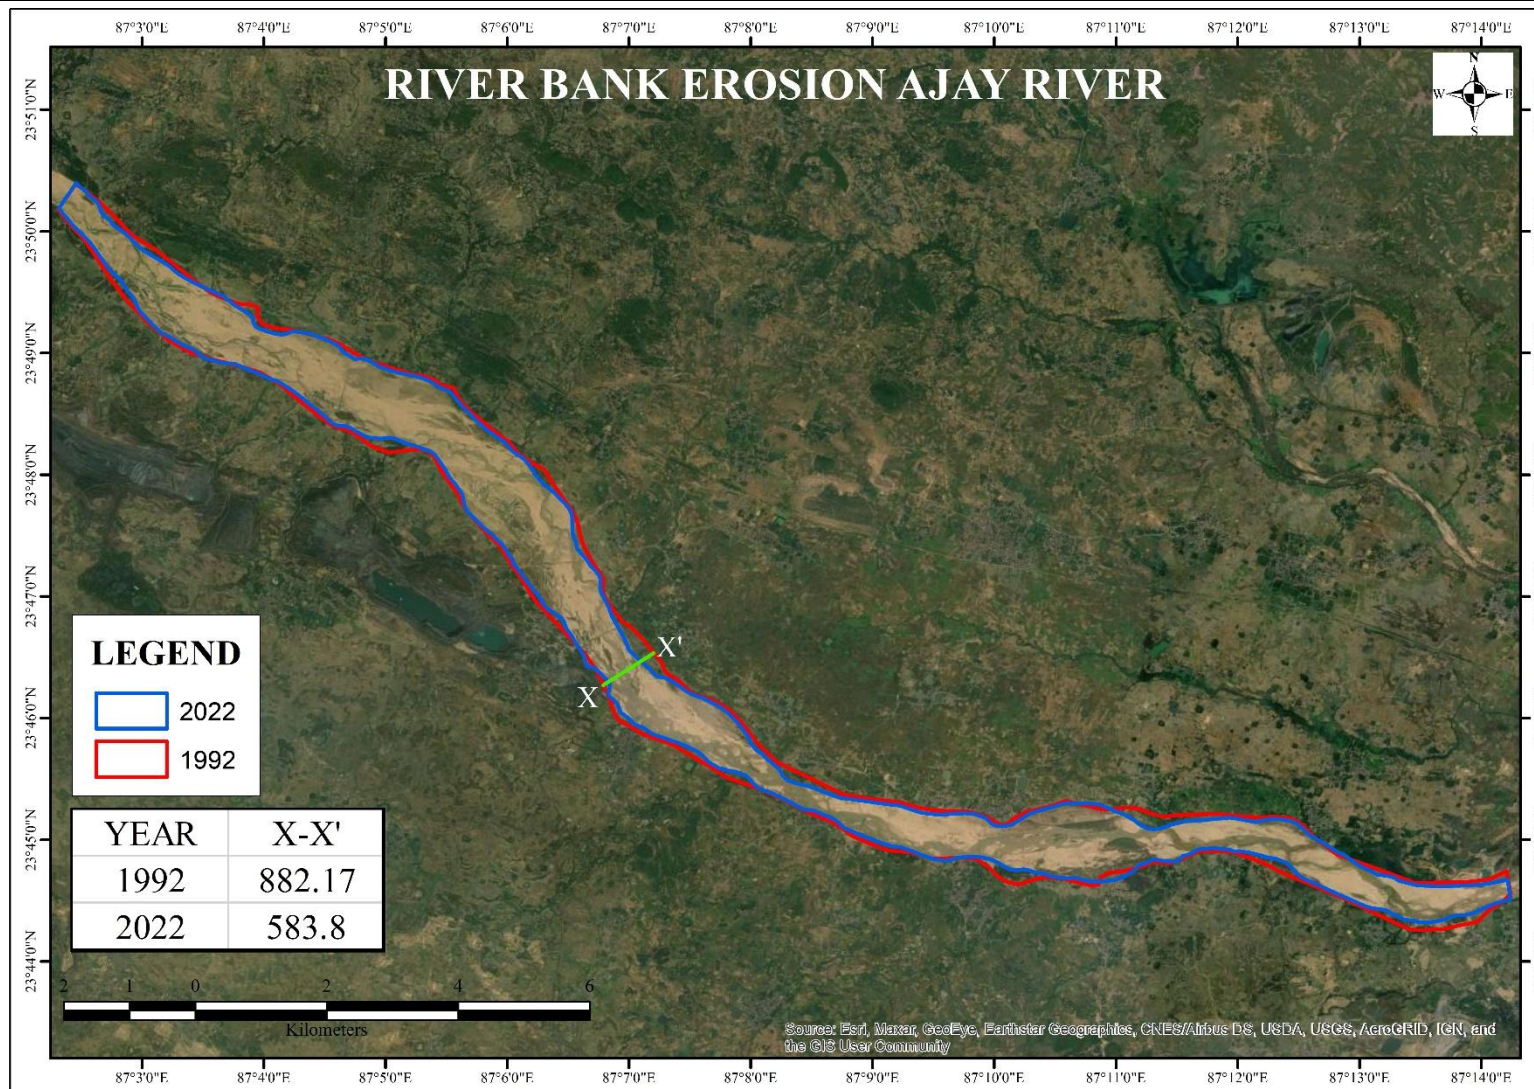 87°3'0"E 87°4'0"E 87°5'0"E 87°6'0"E 87°7'0"E 87°8'0"E 87°9'0"E 87°10'0"E 87°11'0"E 87°12'0"E 87°13'0"E 87°14'0"E
RIVER BANK EROSION AJAY RIVER
N
W E
S
23°51'0"N
23°50'0"N
23°49'0"N
23°48'0"N
23°47'0"N
23°46'0"N
23°45'0"N
23°44'0"N
X'
X
LEGEND
2022
1992
YEAR X-X'
1992 882.17
2022 583.8
2 1 0 2 4 6
Kilometers
Source: Esri, Maxar, GeoEye, Earthstar Geographics, CNES/Airbus DS, USDA, USGS, AeroGRID, IGN, and
the GIS User Community
87°3'0"E 87°4'0"E 87°5'0"E 87°6'0"E 87°7'0"E 87°8'0"E 87°9'0"E 87°10'0"E 87°11'0"E 87°12'0"E 87°13'0"E 87°14'0"E